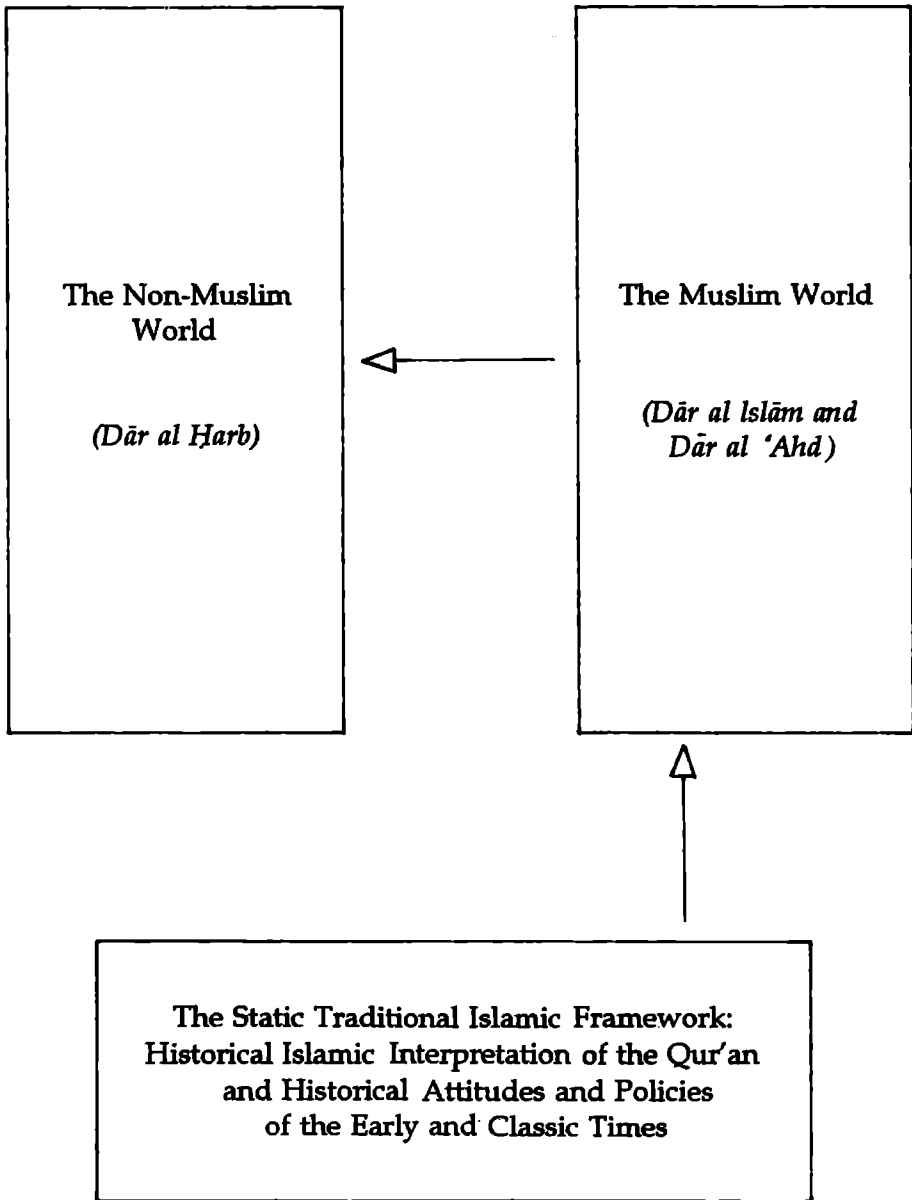 The Non-Muslim
World
(Dār al Ḥarb)
The Muslim World
(Dār al Islām and
Dār al ‘Ahd)
The Static Traditional Islamic Framework:
Historical Islamic Interpretation of the Qur'an
and Historical Attitudes and Policies
of the Early and Classic Times